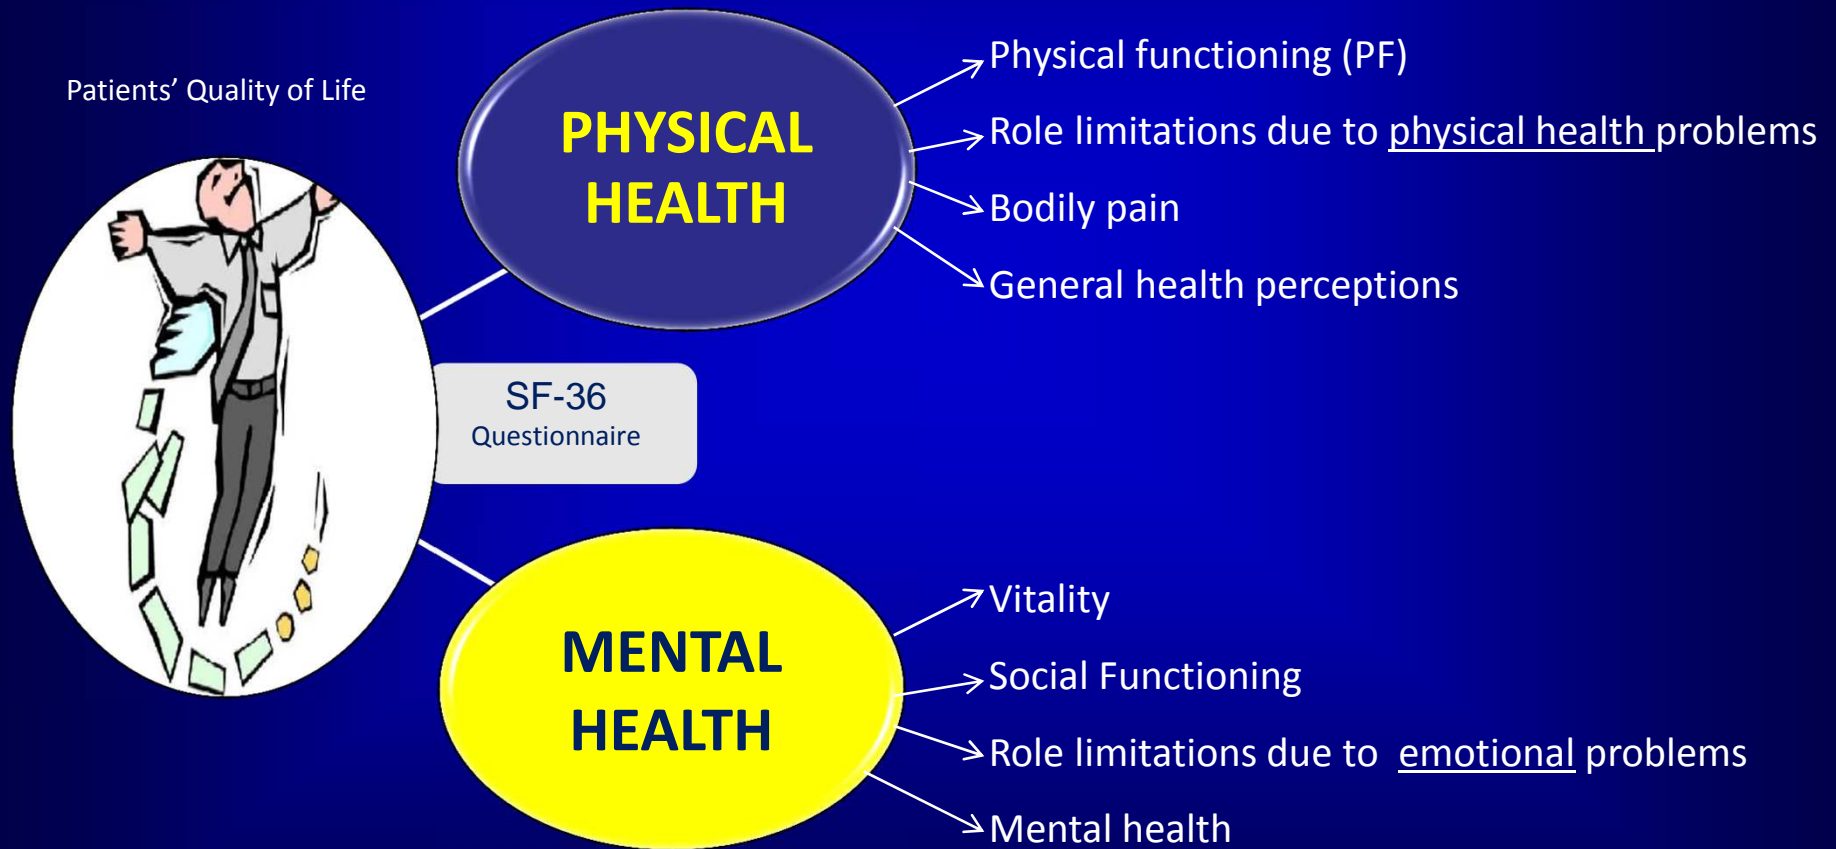 Patients’ Quality of Life
PHYSICAL
HEALTH
Physical functioning (PF)
Role limitations due to physical health problems
Bodily pain
General health perceptions
SF-36
Questionnaire
MENTAL
HEALTH
Vitality
Social Functioning
Role limitations due to emotional problems
Mental health